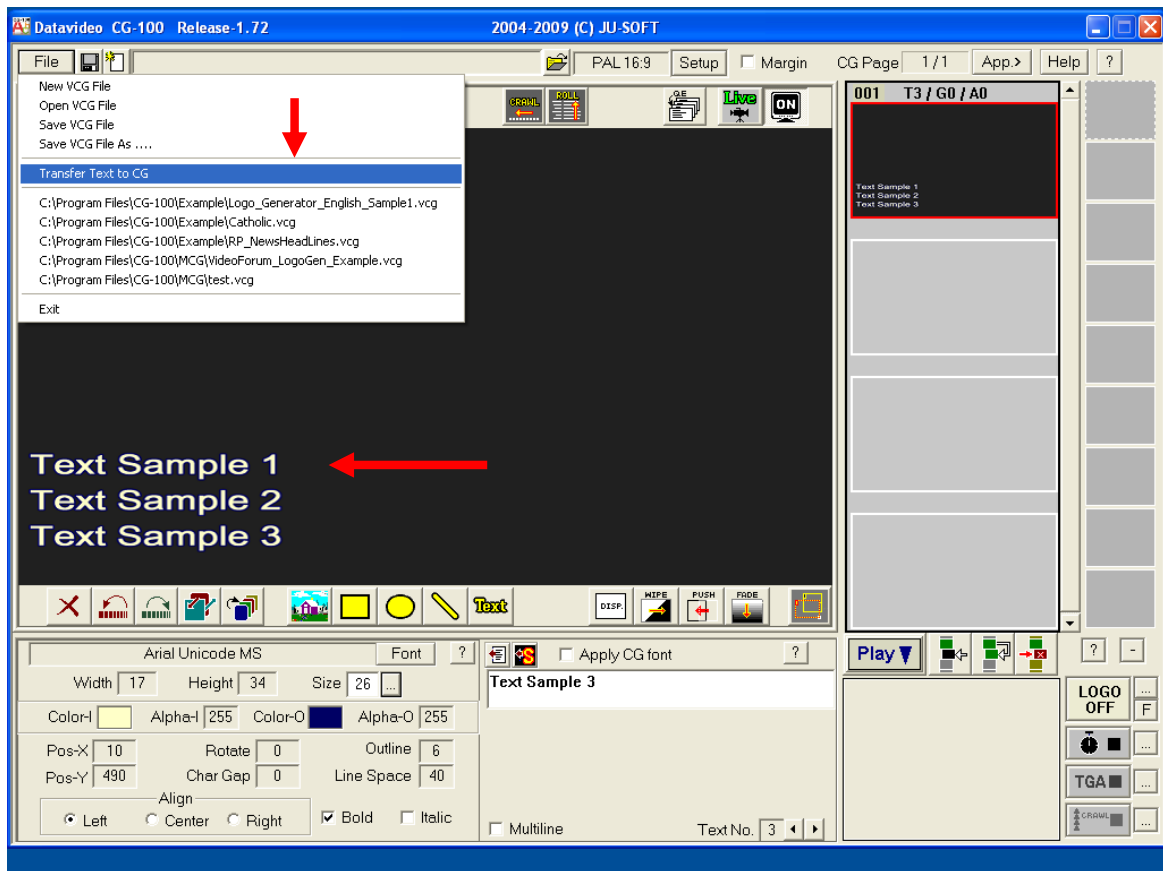 Datavideo CG-100 Release-1.72 2004-2009 (C) JU-SOFT
File PAL 16:9 Setup Margin CG Page 1/1 App.> Help ?
New VCG File
Open VCG File
Save VCG File
Save VCG File As ....
Transfer Text to CG
C:\Program Files\CG-100\Example\Logo_Generator_English_Sample1.vcg
C:\Program Files\CG-100\Example\Catholic.vcg
C:\Program Files\CG-100\Example\RP_NewsHeadLines.vcg
C:\Program Files\CG-100\MCG\VideoForum_LogoGen_Example.vcg
C:\Program Files\CG-100\MCG\test.vcg
Exit
CRAWL ROLL Q.E Live ON
001 T3 / G0 / A0
Text Sample 1
Text Sample 2
Text Sample 3
Text Sample 1
Text Sample 2
Text Sample 3
Text DISP. WIPE PUSH FADE
Arial Unicode MS Font ?
Width 17 Height 34 Size 26 ...
Color-I Alpha-I 255 Color-O Alpha-O 255
Pos-X 10 Rotate 0 Outline 6
Pos-Y 490 Char Gap 0 Line Space 40
Align
Left Center Right Bold Italic
S Apply CG font ?
Text Sample 3
Multiline Text No. 3
Play ? -
LOGO OFF ... F
...
TGA ...
CRAWL ...